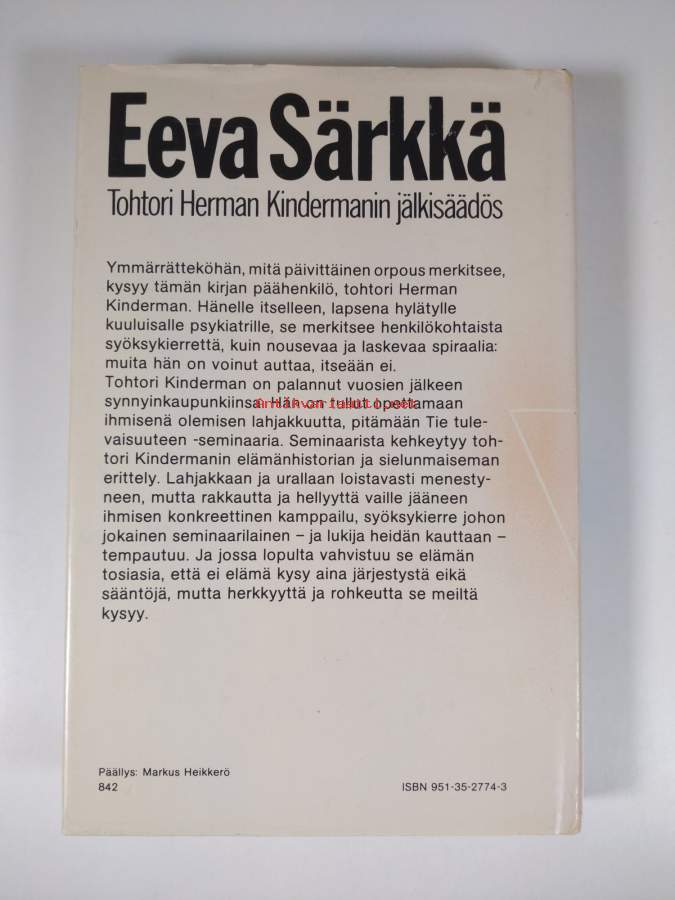 Eeva Särkkä
Tohtori Herman Kindermanin jälkisäädös
Ymmärrätteköhän, mitä päivittäinen orpous merkitsee,
kysyy tämän kirjan päähenkilö, tohtori Herman
Kinderman. Hänelle itselleen, lapsena hylätylle
kuuluisalle psykiatrille, se merkitsee henkilökohtaista
syöksykierrettä, kuin nousevaa ja laskevaa spiraalia:
muita hän on voinut auttaa, itseään ei.
Tohtori Kinderman on palannut vuosien jälkeen
synnyinkaupunkiinsa. Hän on tullut opettamaan
Antikvariaatti.net
ihmisenä olemisen lahjakkuutta, pitämään Tie tule-
vaisuuteen -seminaaria. Seminaarista kehkeytyy toh-
tori Kindermanin elämänhistorian ja sielunmaiseman
erittely. Lahjakkaan ja urallaan loistavasti menesty-
neen, mutta rakkautta ja hellyyttä vaille jääneen
ihmisen konkreettinen kamppailu, syöksykierre johon
jokainen seminaarilainen – ja lukija heidän kauttaan –
tempautuu. Ja jossa lopulta vahvistuu se elämän
tosiasia, että ei elämä kysy aina järjestystä eikä
sääntöjä, mutta herkkyyttä ja rohkeutta se meiltä
kysyy.
Päällys: Markus Heikkerö
842
ISBN 951-35-2774-3